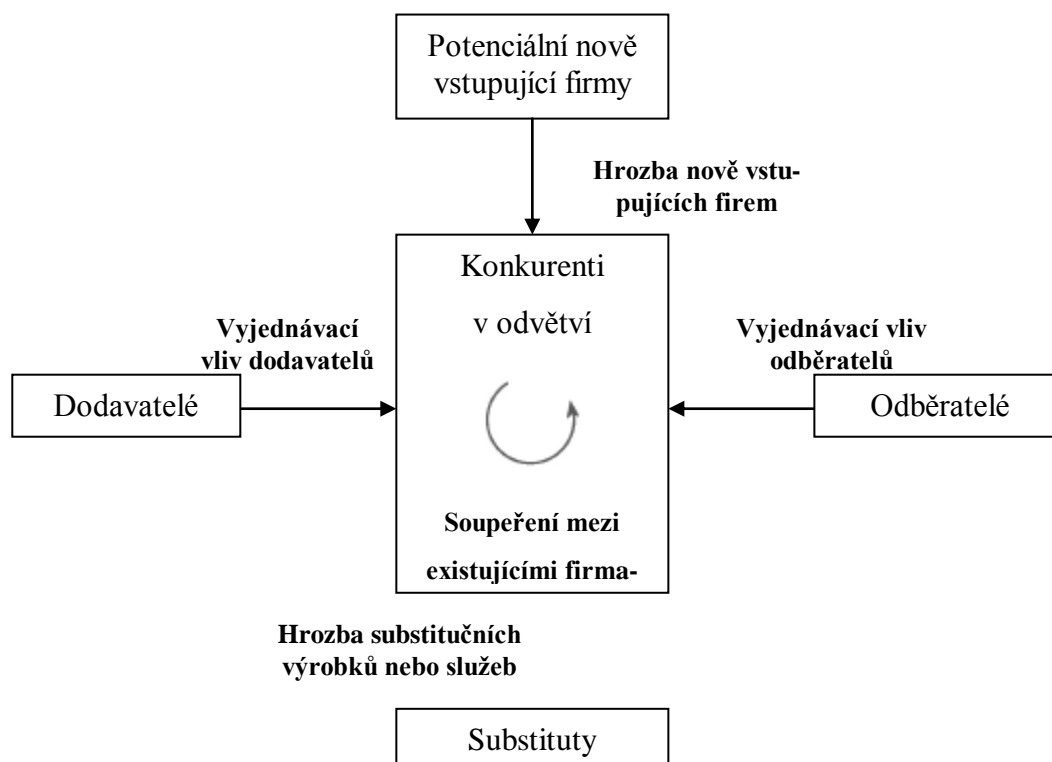 Potenciální nově
vstupující firmy
Hrozba nově vstu-
pujících firem
Konkurenti
v odvětví
Vyjednávací
vliv dodavatelů
Vyjednávací vliv
odběratelů
Dodavatelé
Odběratelé
Soupeření mezi
existujícími firma-
Hrozba substitučních
výrobků nebo služeb
Substituty